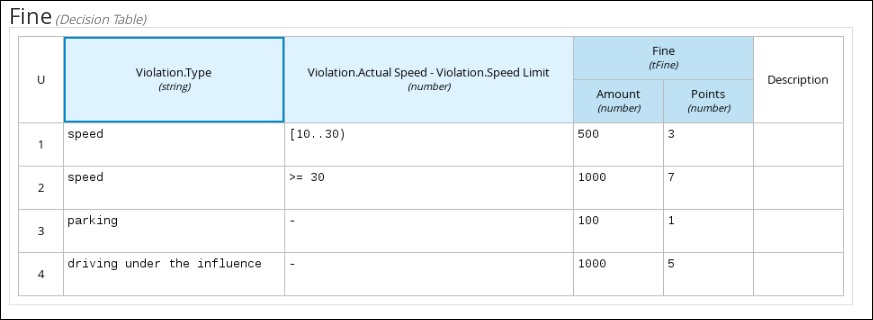 Fine (Decision Table)
U
Violation.Type
(string)
Violation.Actual Speed - Violation.Speed Limit
(number)
Fine
(tFine)
Amount
(number)
Points
(number)
Description
1 speed [10..30) 500 3
2 speed >= 30 1000 7
3 parking - 100 1
4 driving under the influence - 1000 5